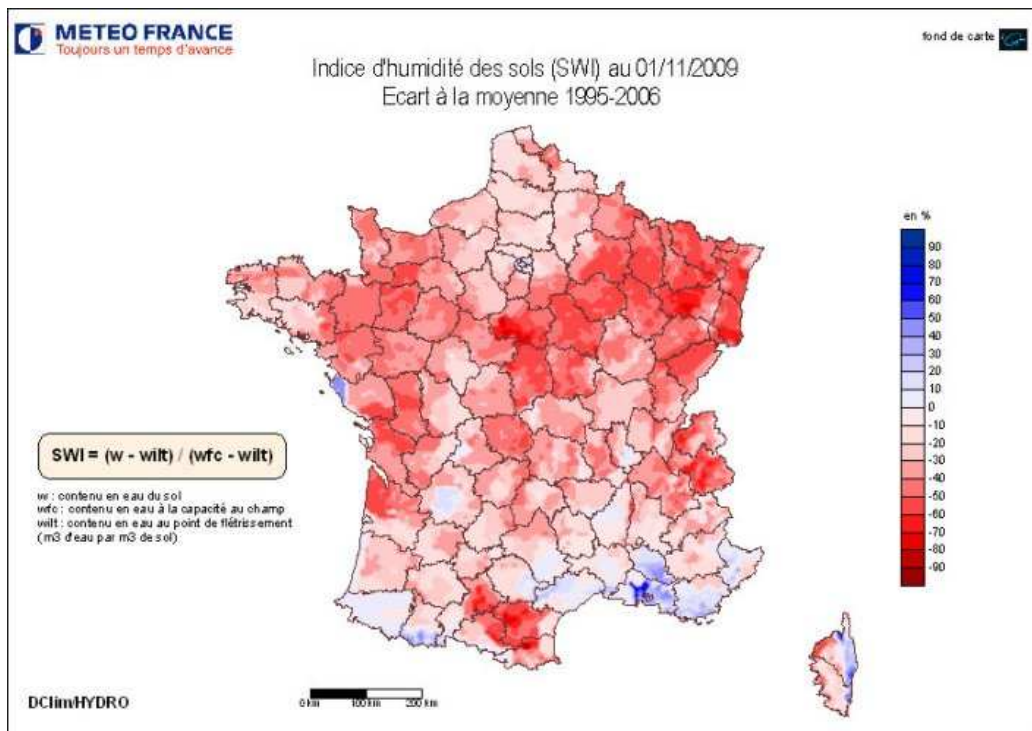 METEO FRANCE
Toujours un temps d'avance
fond de carte
Indice d'humidité des sols (SWI) au 01/11/2009
Ecart à la moyenne 1995-2006
en %
90
80
70
60
50
40
30
20
10
0
-10
-20
-30
-40
-50
-60
-70
-80
-90
SWI = (w - wilt) / (wfc - wilt)
w : contenu en eau du sol
wfc : contenu en eau à la capacité au champ
wilt : contenu en eau au point de flétrissement
(m3 d'eau par m3 de sol)
DClim/HYDRO
0 km 100 km 200 km